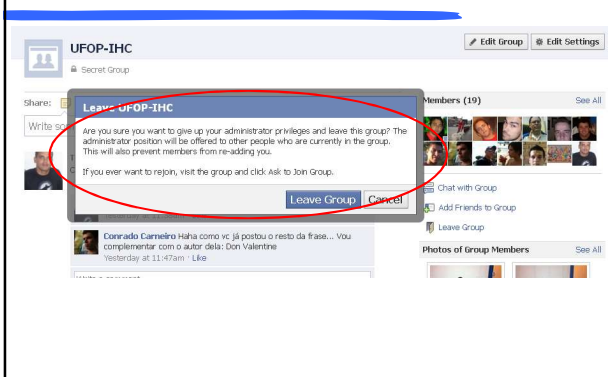 UFOP-IHC
Edit Group
Edit Settings
Secret Group
Share:
Write
Leave UFOP-IHC
Are you sure you want to give up your administrator privileges and leave this group? The
administrator position will be offered to other people who are currently in the group.
This will also prevent members from re-adding you.
If you ever want to rejoin, visit the group and click Ask to Join Group.
Leave Group
Cancel
Conrado Carneiro Haha como vc já postou o resto da frase... Vou
complementar com o autor dela: Don Valentine
Yesterday at 11:47am · Like
Members (19)
See All
Chat with Group
Add Friends to Group
Leave Group
Photos of Group Members
See All